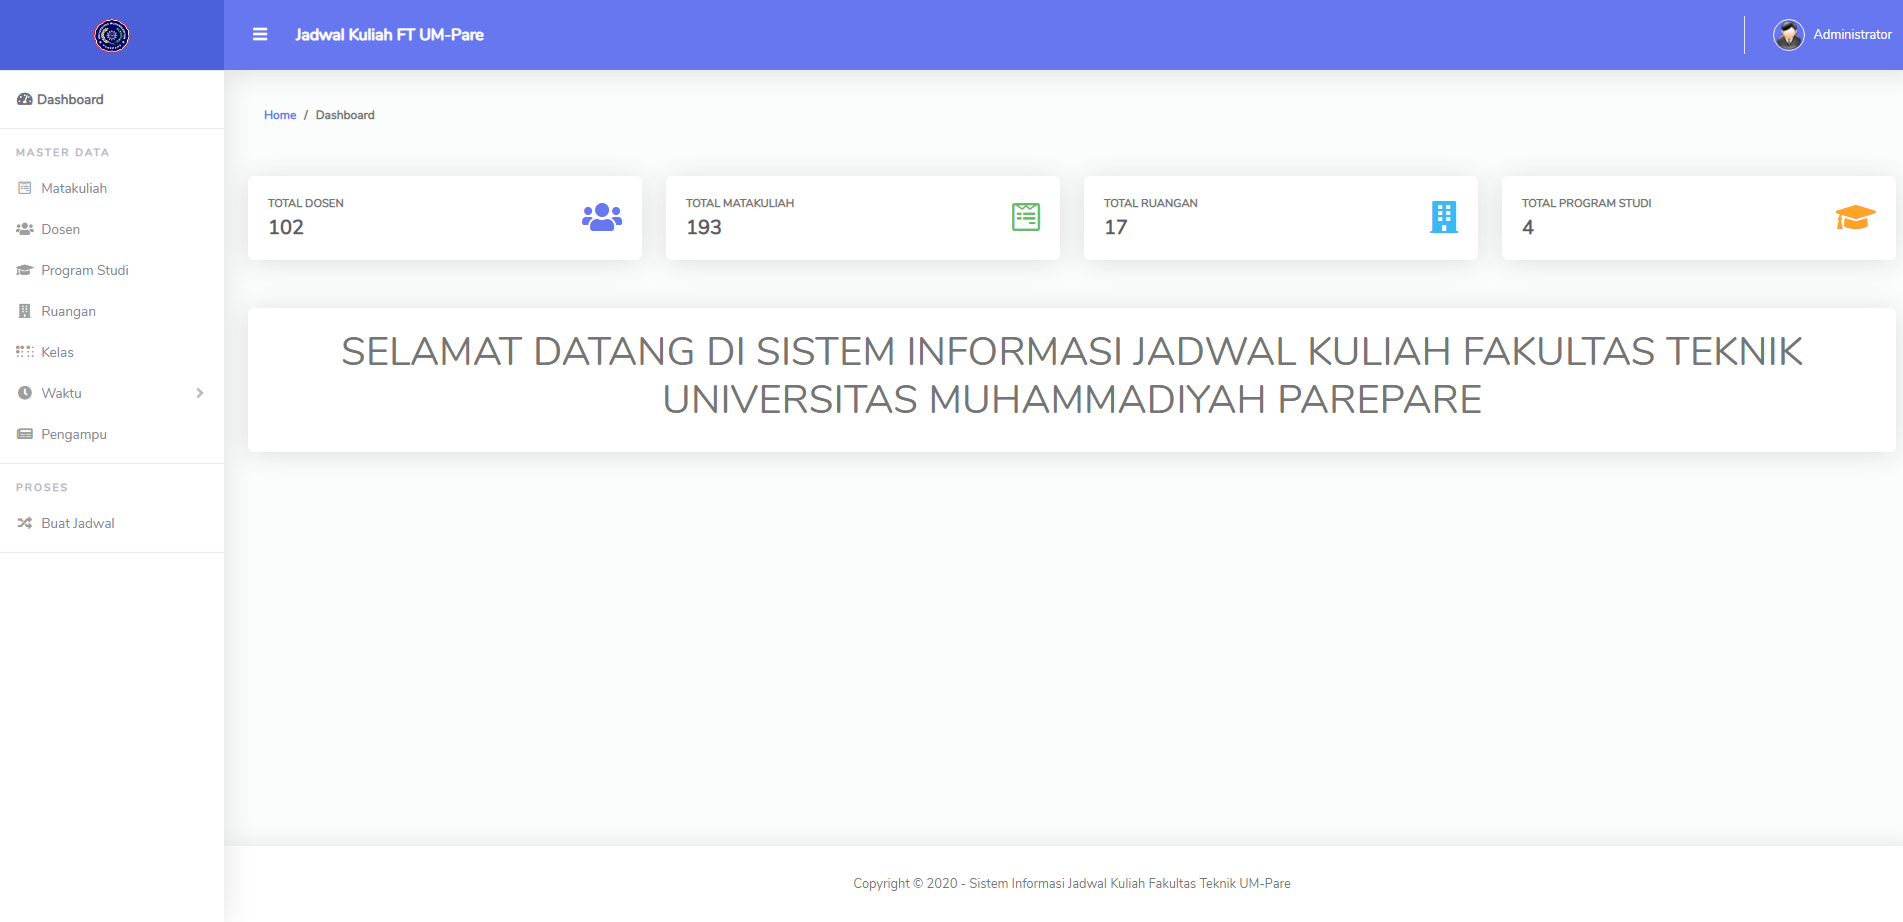 Jadwal Kuliah FT UM-Pare
Administrator
Dashboard
MASTER DATA
Matakuliah
Dosen
Program Studi
Ruangan
Kelas
Waktu
Pengampu
PROSES
Buat Jadwal
Home / Dashboard
TOTAL DOSEN
102
TOTAL MATAKULIAH
193
TOTAL RUANGAN
17
TOTAL PROGRAM STUDI
4
SELAMAT DATANG DI SISTEM INFORMASI JADWAL KULIAH FAKULTAS TEKNIK
UNIVERSITAS MUHAMMADIYAH PAREPARE
Copyright © 2020 - Sistem Informasi Jadwal Kuliah Fakultas Teknik UM-Pare